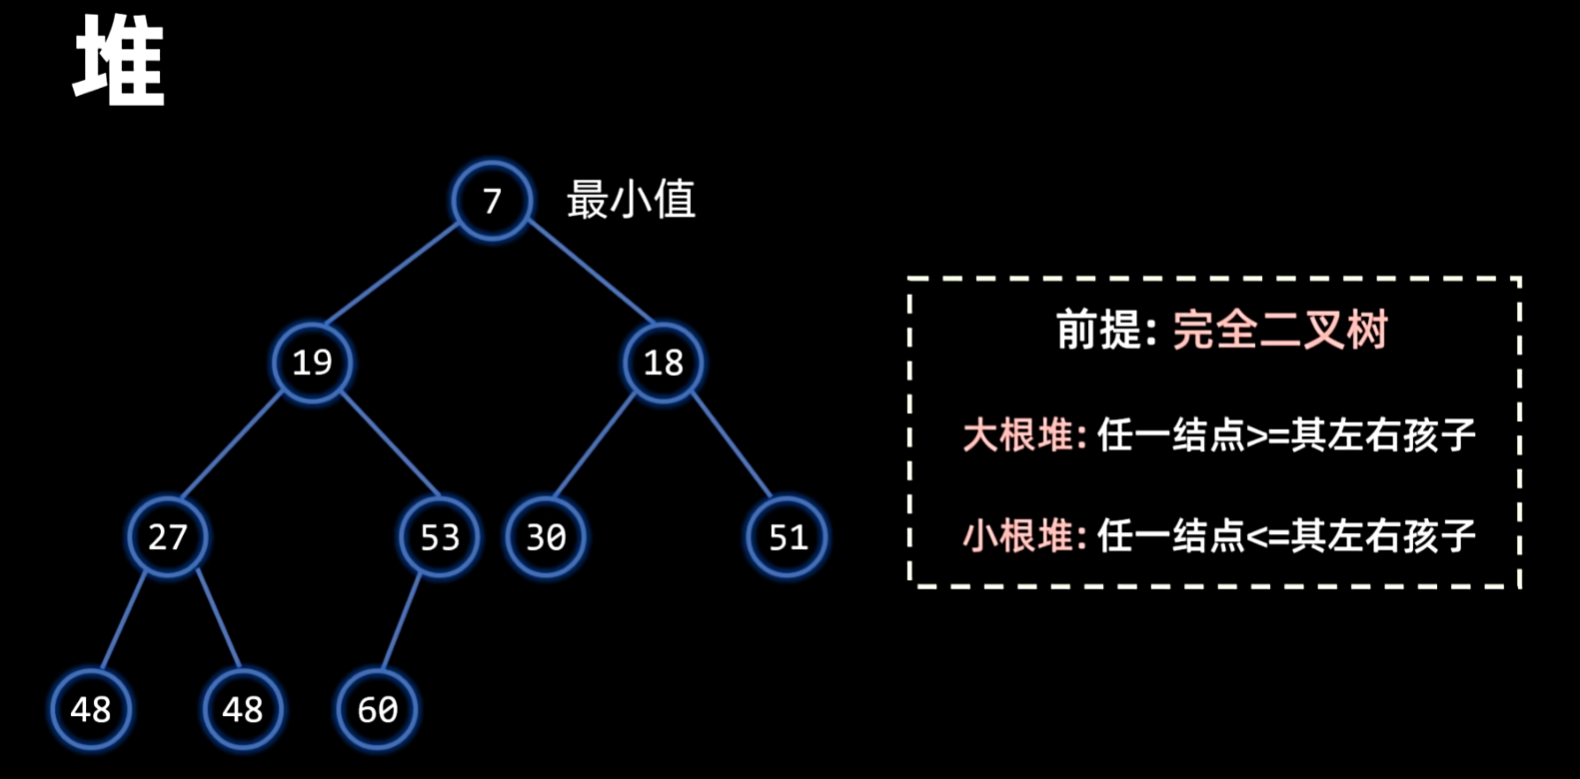 堆
7 最小值
19 18
27 53 30 51
48 48 60
前提: 完全二叉树
大根堆: 任一结点>=其左右孩子
小根堆: 任一结点<=其左右孩子